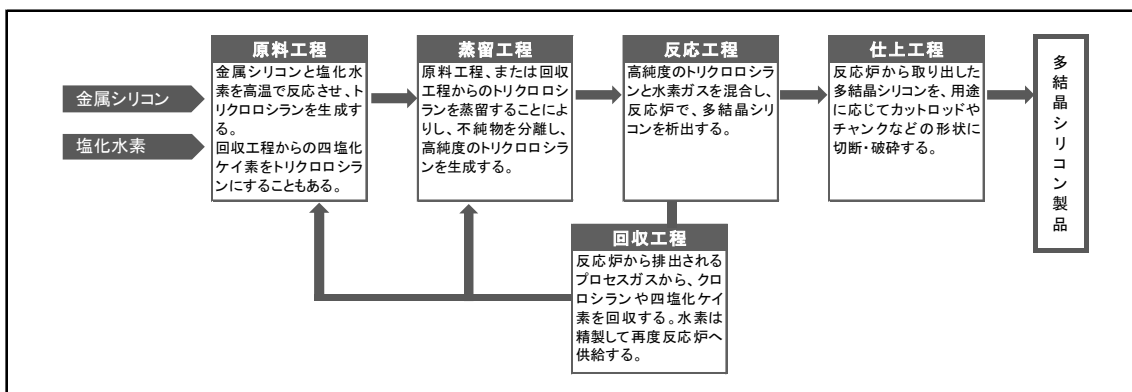 金属シリコン
塩化水素
原料工程
金属シリコンと塩化水
素を高温で反応させ、ト
リクロロシランを生成す
る。
回収工程からの四塩化
ケイ素をトリクロロシラ
ンにすることもある。
蒸留工程
原料工程、または回収
工程からのトリクロロシ
ランを蒸留することによ
りし、不純物を分離し、
高純度のトリクロロシラ
ンを生成する。
反応工程
高純度のトリクロロシラ
ンと水素ガスを混合し、
反応炉で、多結晶シリ
コンを析出する。
仕上工程
反応炉から取り出した
多結晶シリコンを、用途
に応じてカットロッドや
チャンクなどの形状に
切断・破砕する。
多結晶シリコン製品
回収工程
反応炉から排出される
プロセスガスから、クロ
ロシランや四塩化ケイ
素を回収する。水素は
精製して再度反応炉へ
供給する。